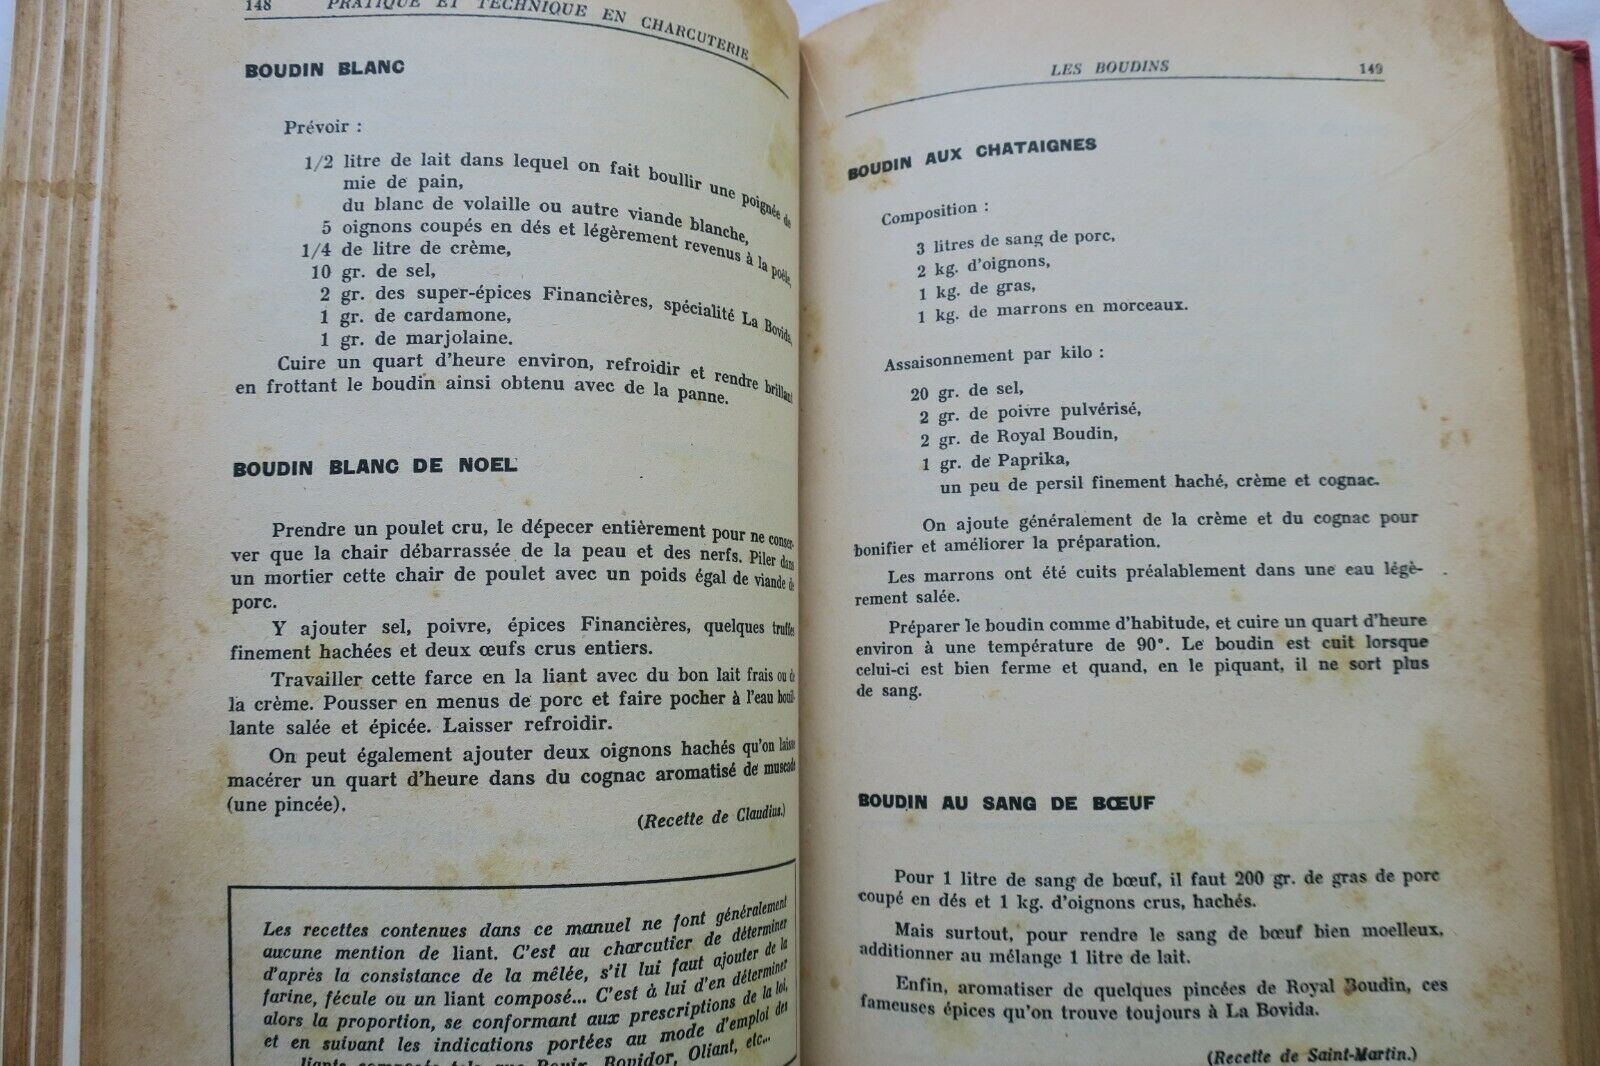 148 PRATIQUE ET TECHNIQUE EN CHARCUTERIE
BOUDIN BLANC
Prévoir :
1/2 litre de lait dans lequel on fait boullir une poignée de
mie de pain,
du blanc de volaille ou autre viande blanche,
5 oignons coupés en dés et légèrement revenus à la poële,
1/4 de litre de crème,
10 gr. de sel,
2 gr. des super-épices Financières, spécialité La Bovida,
1 gr. de cardamone,
1 gr. de marjolaine.
Cuire un quart d'heure environ, refroidir et rendre brillant
en frottant le boudin ainsi obtenu avec de la panne.
BOUDIN BLANC DE NOEL
Prendre un poulet cru, le dépecer entièrement pour ne conser-
ver que la chair débarrassée de la peau et des nerfs. Piler dans
un mortier cette chair de poulet avec un poids égal de viande de
porc.
Y ajouter sel, poivre, épices Financières, quelques truffes
finement hachées et deux œufs crus entiers.
Travailler cette farce en la liant avec du bon lait frais ou de
la crème. Pousser en menus de porc et faire pocher à l'eau bouil-
lante salée et épicée. Laisser refroidir.
On peut également ajouter deux oignons hachés qu'on laisse
macérer un quart d'heure dans du cognac aromatisé de muscade
(une pincée).
(Recette de Claudius.)
Les recettes contenues dans ce manuel ne font généralement
aucune mention de liant. C'est au charcutier de déterminer
d'après la consistance de la mêlée, s'il lui faut ajouter de la
farine, fécule ou un liant composé... C'est à lui d'en déterminer
alors la proportion, se conformant aux prescriptions de la loi,
et en suivant les indications portées au mode d'emploi des
liants composés tels que Bouix, Bovidor, Oliant, etc...
LES BOUDINS 149
BOUDIN AUX CHATAIGNES
Composition :
3 litres de sang de porc,
2 kg. d'oignons,
1 kg. de gras,
1 kg. de marrons en morceaux.
Assaisonnement par kilo :
20 gr. de sel,
2 gr. de poivre pulvérisé,
2 gr. de Royal Boudin,
1 gr. de Paprika,
un peu de persil finement haché, crème et cognac.
On ajoute généralement de la crème et du cognac pour
bonifier et améliorer la préparation.
Les marrons ont été cuits préalablement dans une eau légè-
rement salée.
Préparer le boudin comme d'habitude, et cuire un quart d'heure
environ à une température de 90°. Le boudin est cuit lorsque
celui-ci est bien ferme et quand, en le piquant, il ne sort plus
de sang.
BOUDIN AU SANG DE BŒUF
Pour 1 litre de sang de bœuf, il faut 200 gr. de gras de porc
coupé en dés et 1 kg. d'oignons crus, hachés.
Mais surtout, pour rendre le sang de bœuf bien moelleux,
additionner au mélange 1 litre de lait.
Enfin, aromatiser de quelques pincées de Royal Boudin, ces
fameuses épices qu'on trouve toujours à La Bovida.
(Recette de Saint-Martin.)